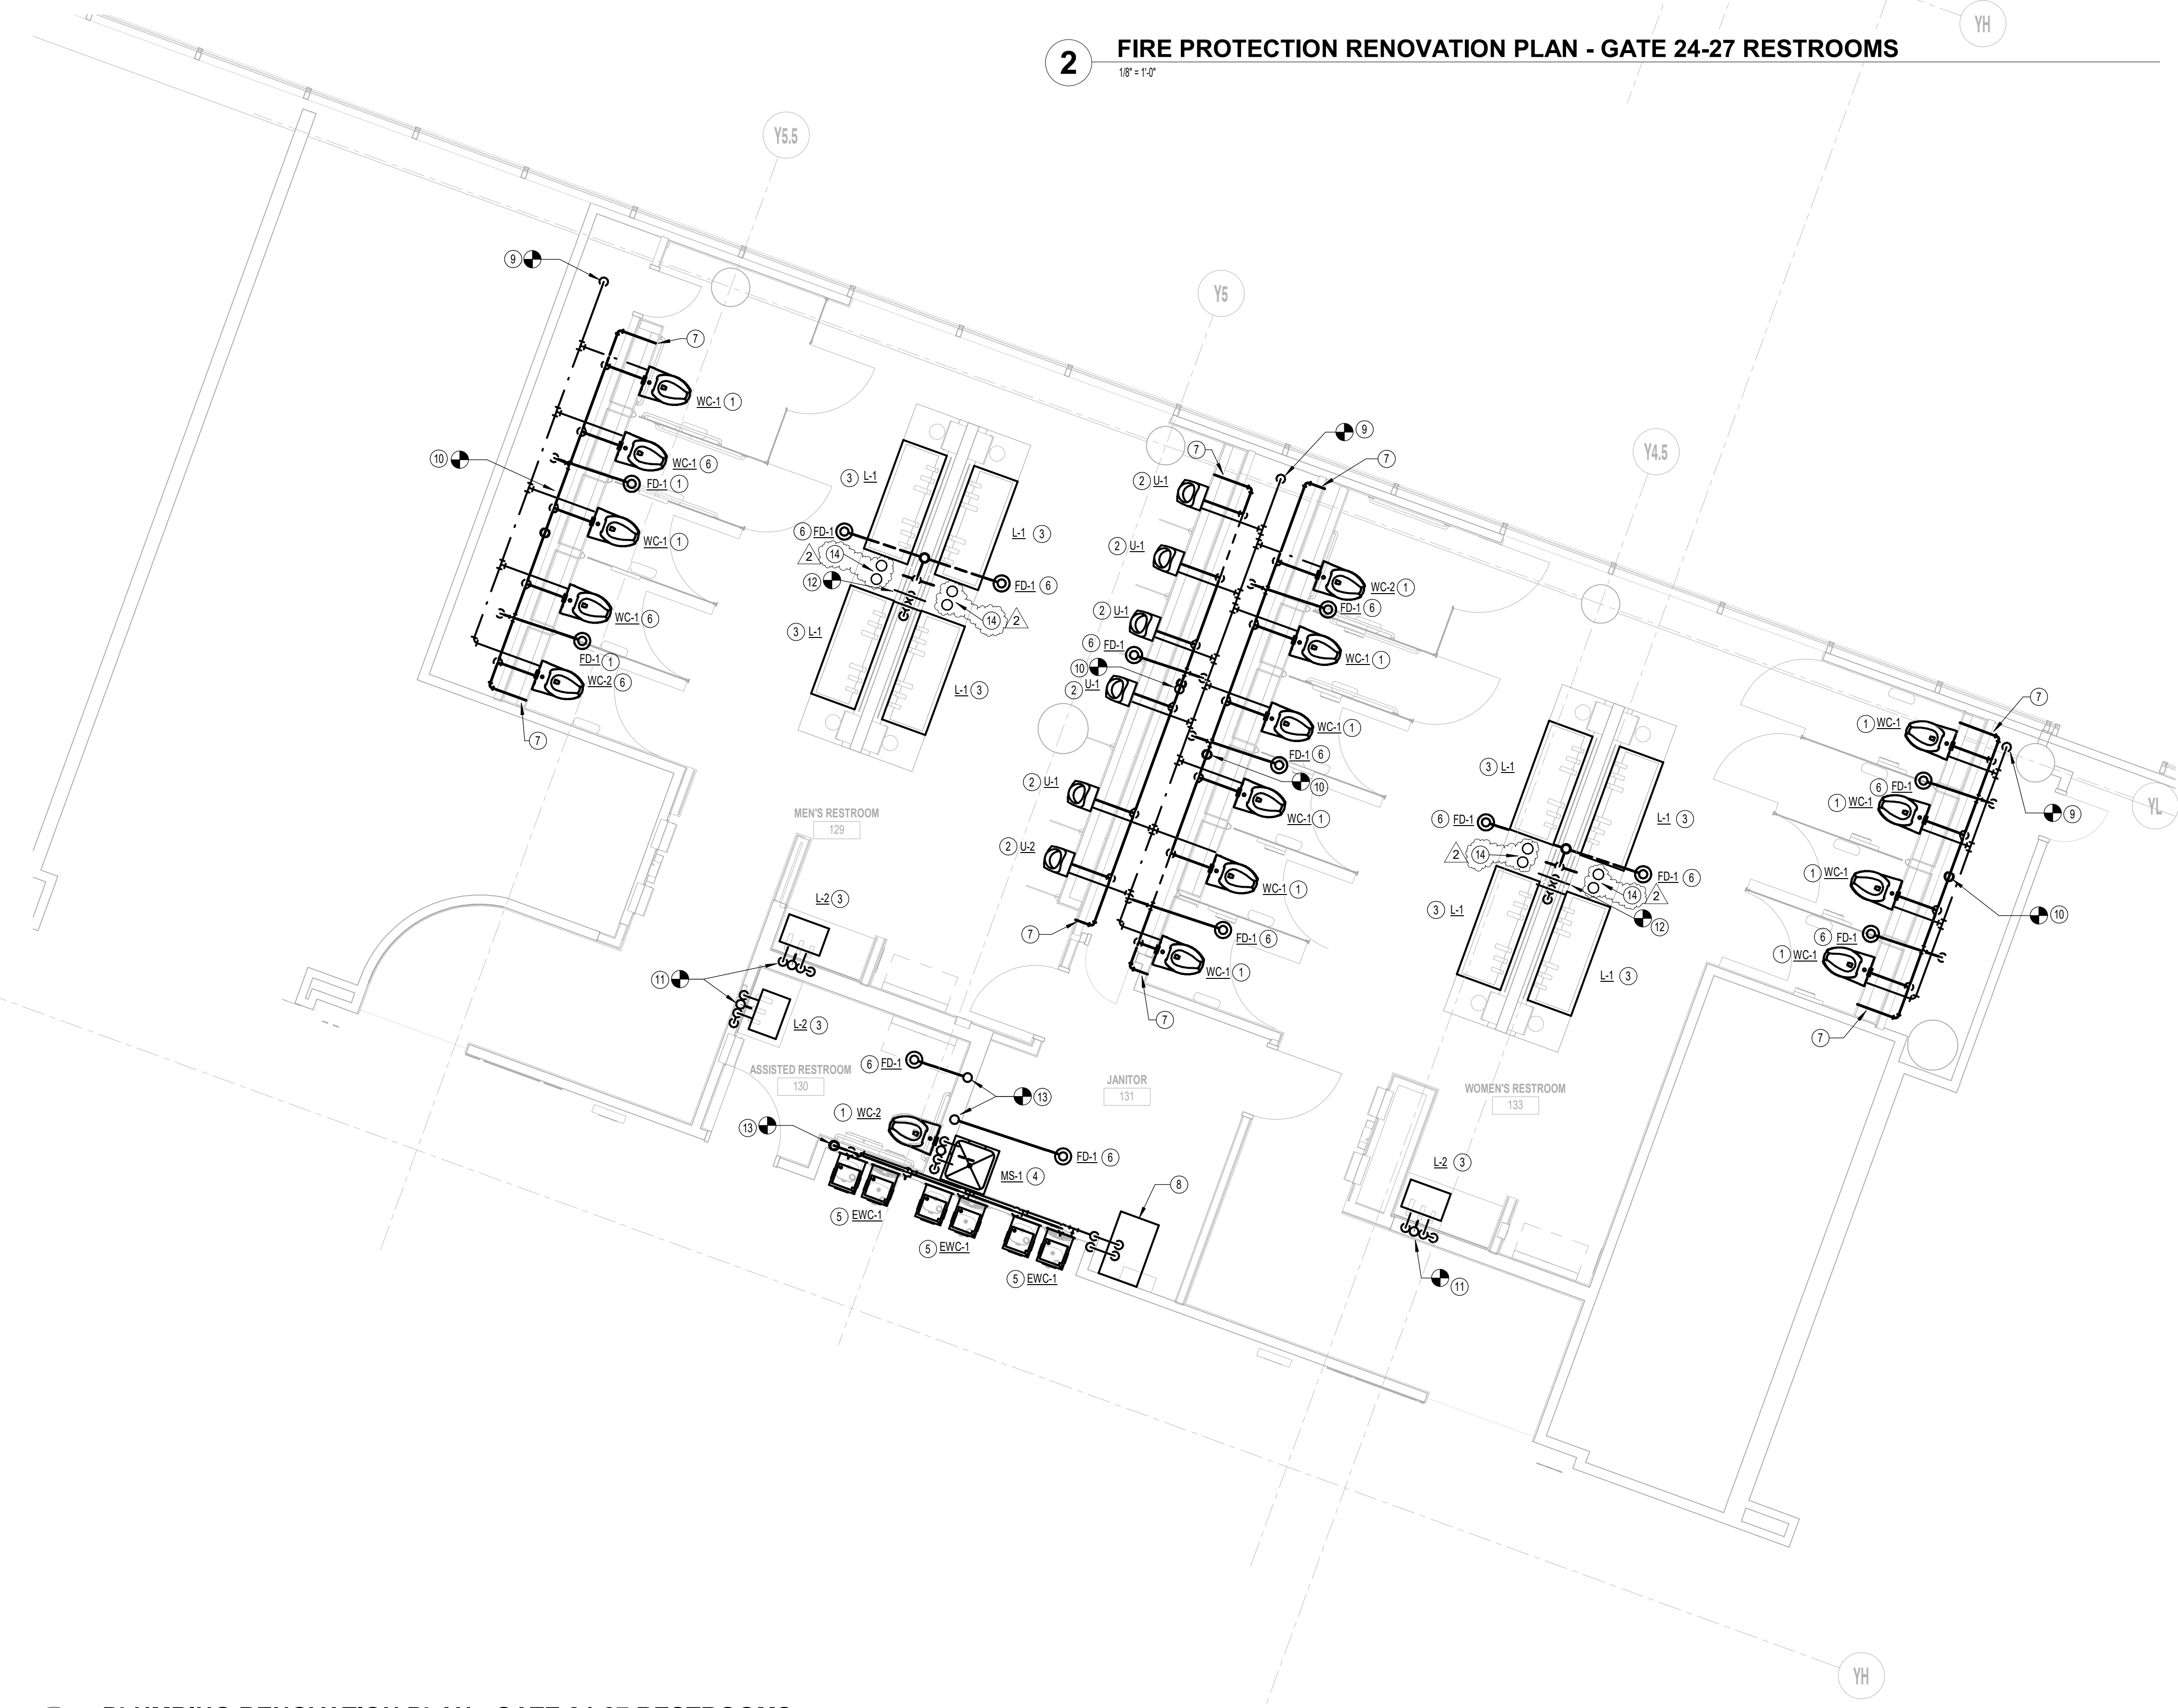 YH
2
FIRE PROTECTION RENOVATION PLAN - GATE 24-27 RESTROOMS
1/8" = 1'-0"
Y5.5
9
7
Y5
WC-1 1
9
10
WC-1 6
7
7
Y4.5
FD-1 1
3 L-1
2 U-1
L-1 3
WC-1 1
6 FD-1
2 14
2 U-1
12
FD-1 6
WC-2 1
14 2
FD-1 6
WC-1 6
3 L-1
2 U-1
6 FD-1
WC-1 1
FD-1 1
10
WC-2 6
L-1 3
2 U-1
7
WC-1 1
1 WC-1
7
FD-1 6
3 L-1
10
2 U-1
6 FD-1
1 WC-1
YL
9
MEN'S RESTROOM
129
WC-1 1
6 FD-1
L-1 3
2 U-2
2 14
1 WC-1
FD-1 6
WC-1 1
14 2
L-2 3
3 L-1
12
10
7
FD-1 6
6 FD-1
1 WC-1
11
WC-1 1
L-1 3
L-2 3
7
7
6 FD-1
ASSISTED RESTROOM
130
JANITOR
131
WOMEN'S RESTROOM
133
13
1 WC-2
13
FD-1 6
L-2 3
MS-1 4
8
5 EWC-1
5 EWC-1
5 EWC-1
11
YH
PLUMBING RENOVATION PLAN - GATE 24-27 RESTROOMS